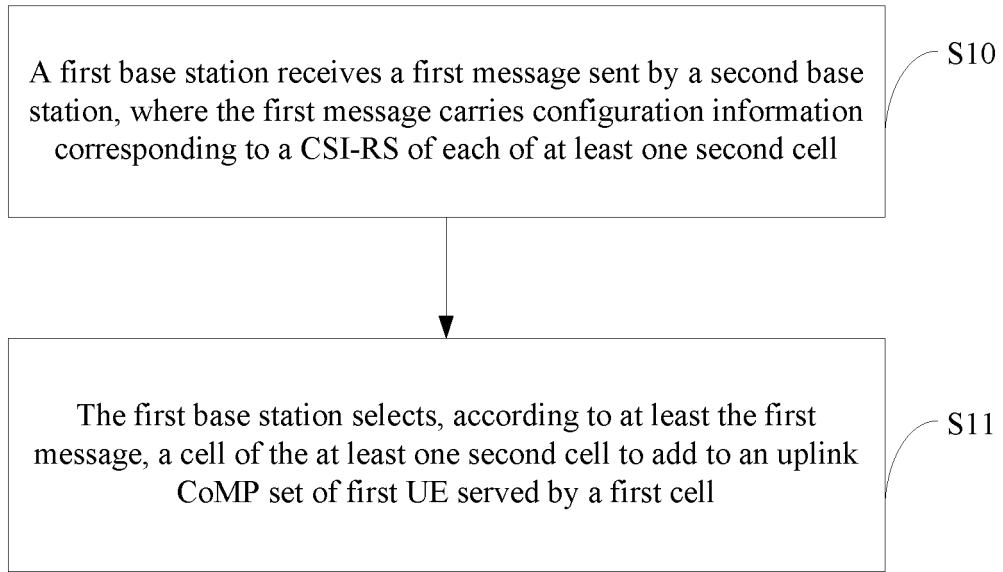 A first base station receives a first message sent by a second base
station, where the first message carries configuration information
corresponding to a CSI-RS of each of at least one second cell
S10
The first base station selects, according to at least the first
message, a cell of the at least one second cell to add to an uplink
CoMP set of first UE served by a first cell
S11